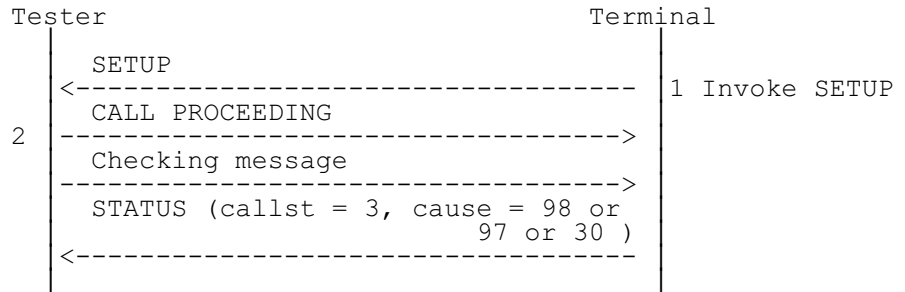 Tester Terminal
SETUP
1 Invoke SETUP
CALL PROCEEDING
2
Checking message
STATUS (callst = 3, cause = 98 or
97 or 30 )